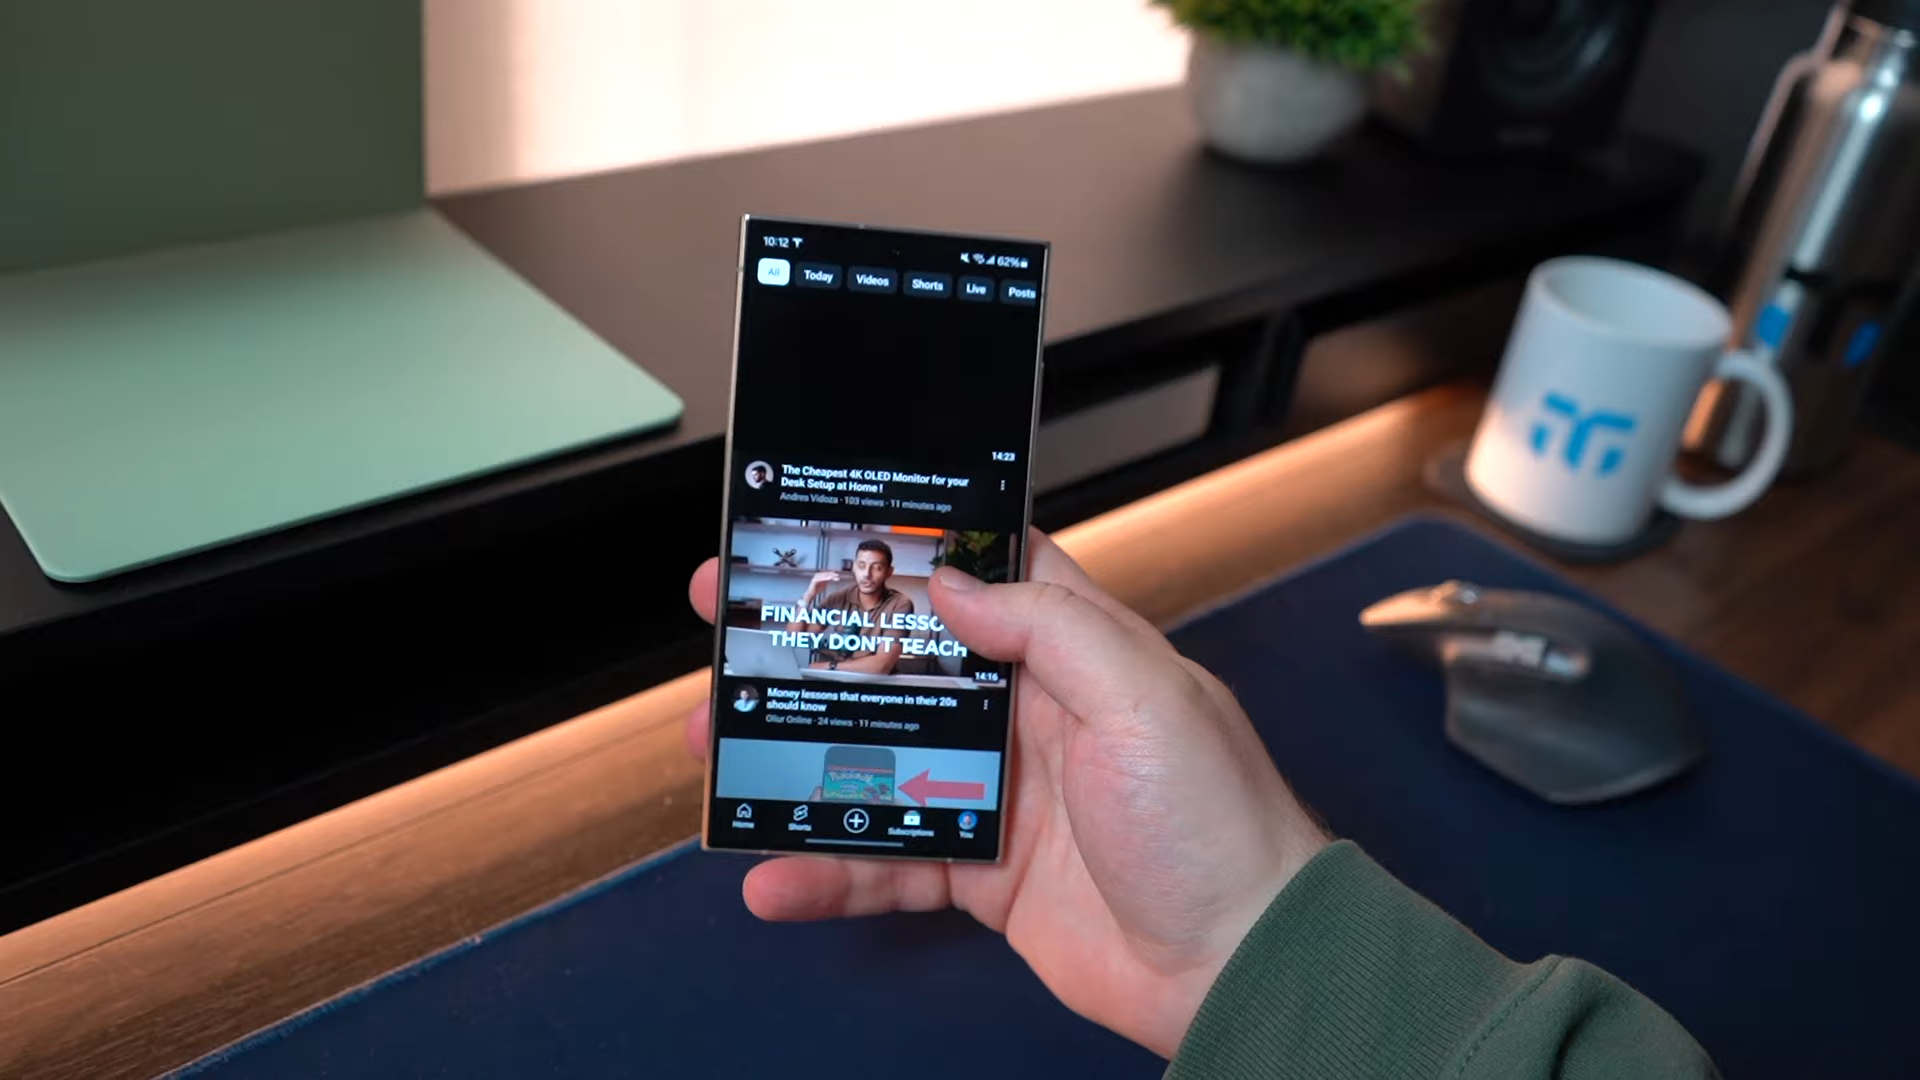 10:12
62%
All Today Videos Shorts Live Posts
14:23
The Cheapest 4K OLED Monitor for your
Desk Setup at Home !
Andres Vidoza · 103 views · 11 minutes ago
FINANCIAL LESSO
THEY DON'T TEACH
14:16
Money lessons that everyone in their 20s
should know
Oliur Online · 24 views · 11 minutes ago
Pokémon
Home Shorts Subscriptions You